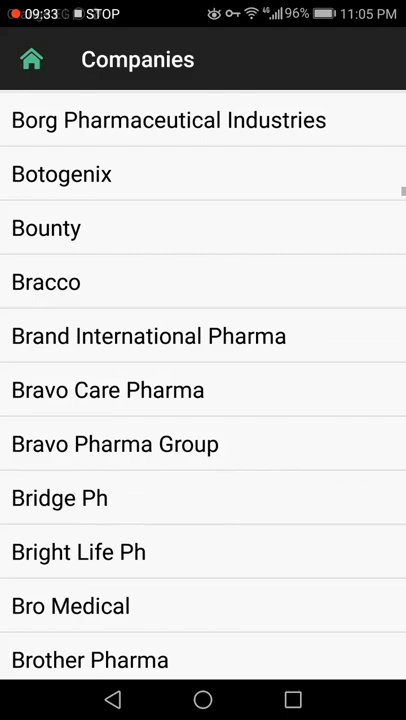 09:33 STOP 4G 96% 11:05 PM
Companies
Borg Pharmaceutical Industries
Botogenix
Bounty
Bracco
Brand International Pharma
Bravo Care Pharma
Bravo Pharma Group
Bridge Ph
Bright Life Ph
Bro Medical
Brother Pharma